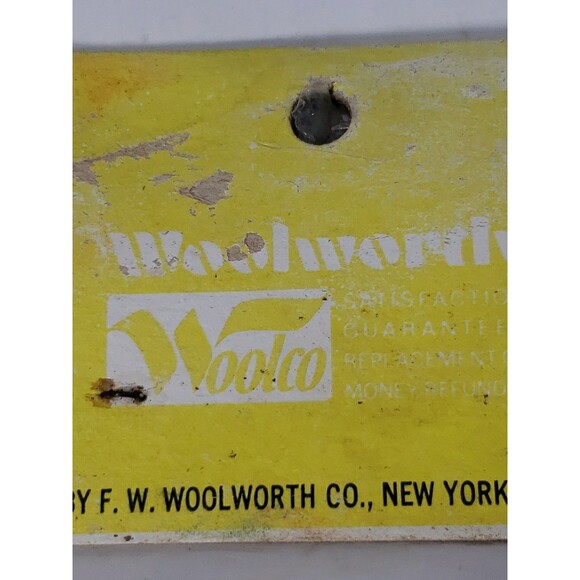 Woolworth
Woolco
SATISFACTIO
GUARANTEE
REPLACEMENT O
MONEY REFUND
BY F. W. WOOLWORTH CO., NEW YORK